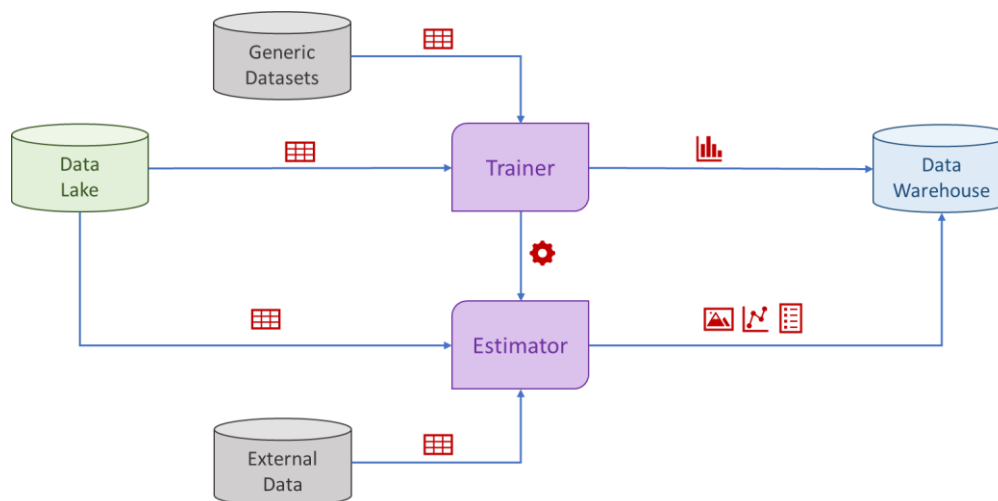 Generic
Datasets
Data
Lake
Trainer
Data
Warehouse
Estimator
External
Data